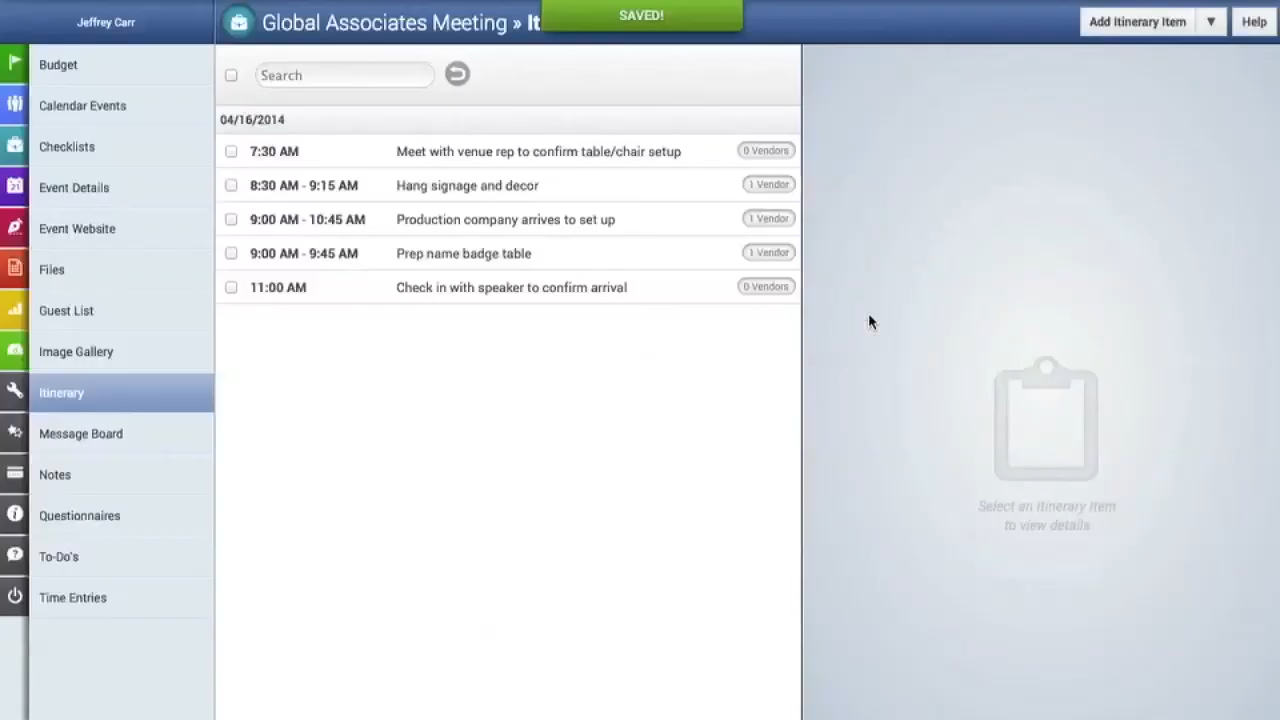 Jeffrey Carr
Global Associates Meeting » It
SAVED!
Add Itinerary Item
Help
Budget
Calendar Events
Checklists
Event Details
Event Website
Files
Guest List
Image Gallery
Itinerary
Message Board
Notes
Questionnaires
To-Do's
Time Entries
Search
04/16/2014
7:30 AM Meet with venue rep to confirm table/chair setup 0 Vendors
8:30 AM - 9:15 AM Hang signage and decor 1 Vendor
9:00 AM - 10:45 AM Production company arrives to set up 1 Vendor
9:00 AM - 9:45 AM Prep name badge table 1 Vendor
11:00 AM Check in with speaker to confirm arrival 0 Vendors
Select an Itinerary Item
to view details